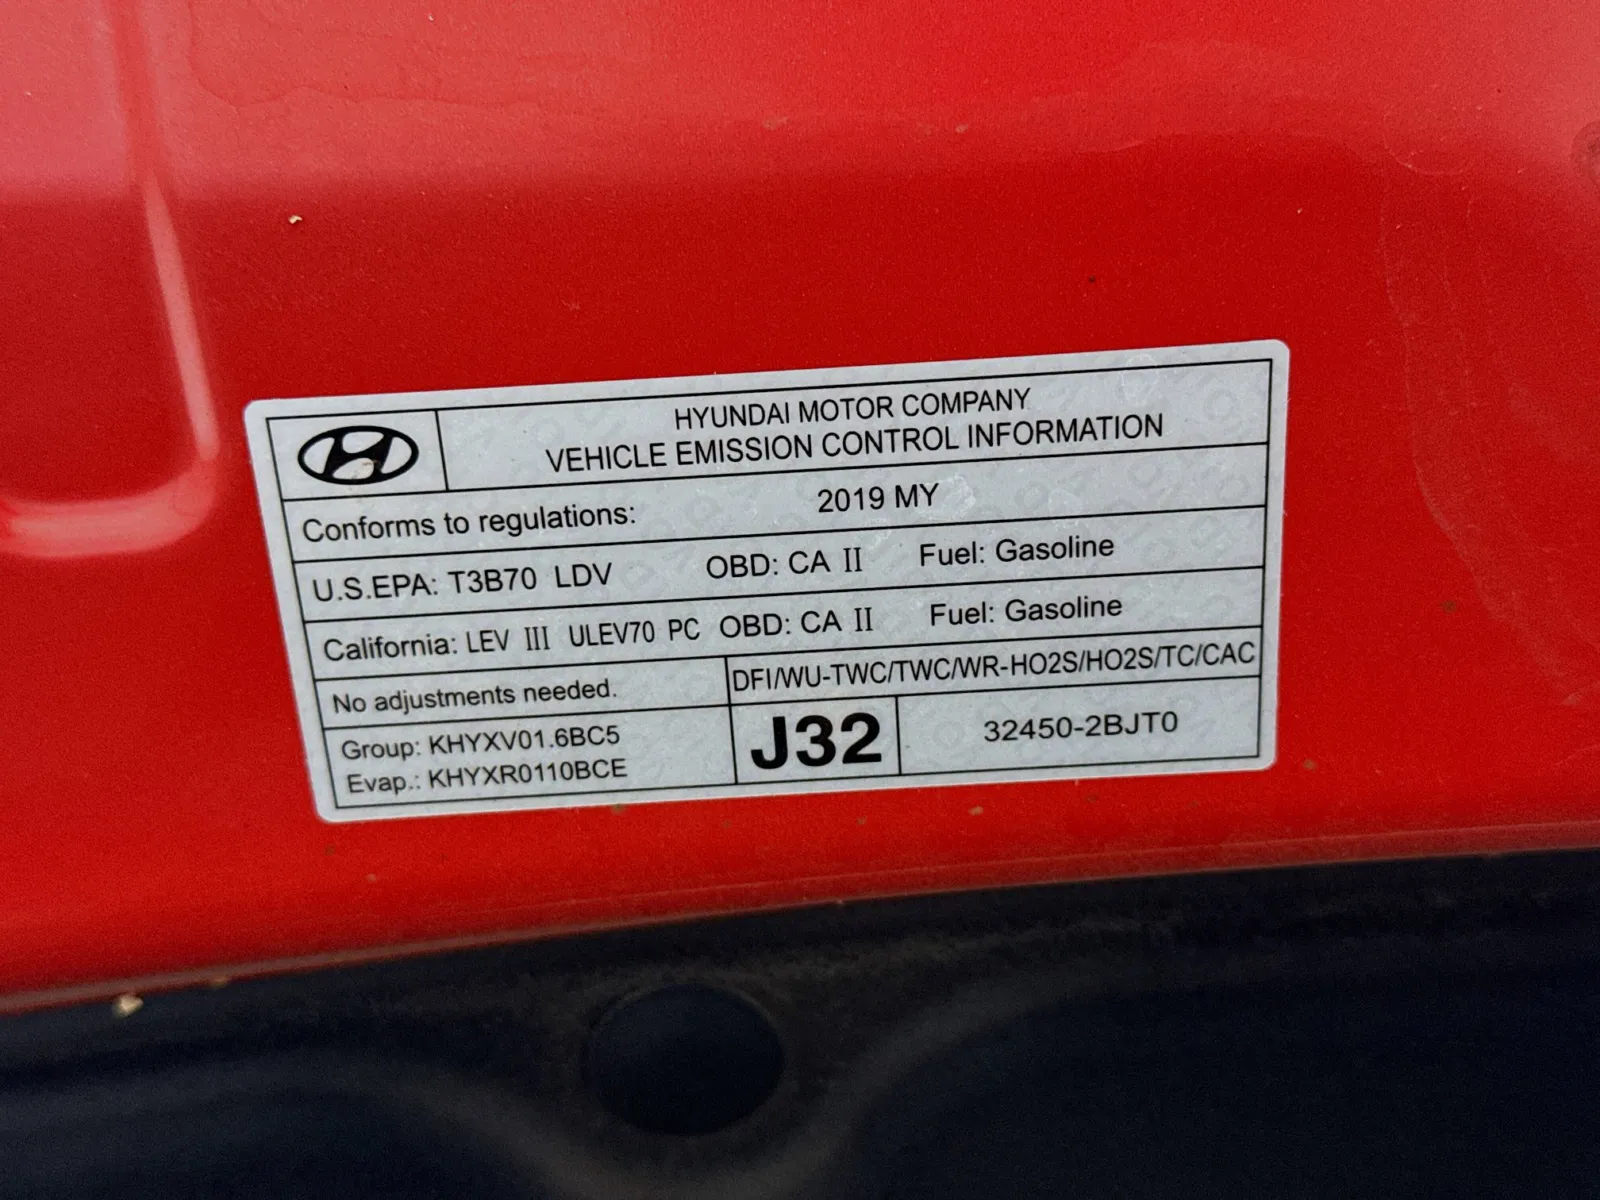 HYUNDAI MOTOR COMPANY
VEHICLE EMISSION CONTROL INFORMATION
Conforms to regulations: 2019 MY
U.S.EPA: T3B70 LDV OBD: CA II Fuel: Gasoline
California: LEV III ULEV70 PC OBD: CA II Fuel: Gasoline
No adjustments needed. DFI/WU-TWC/TWC/WR-HO2S/HO2S/TC/CAC
Group: KHYXV01.6BC5
Evap.: KHYXR0110BCE
J32
32450-2BJT0